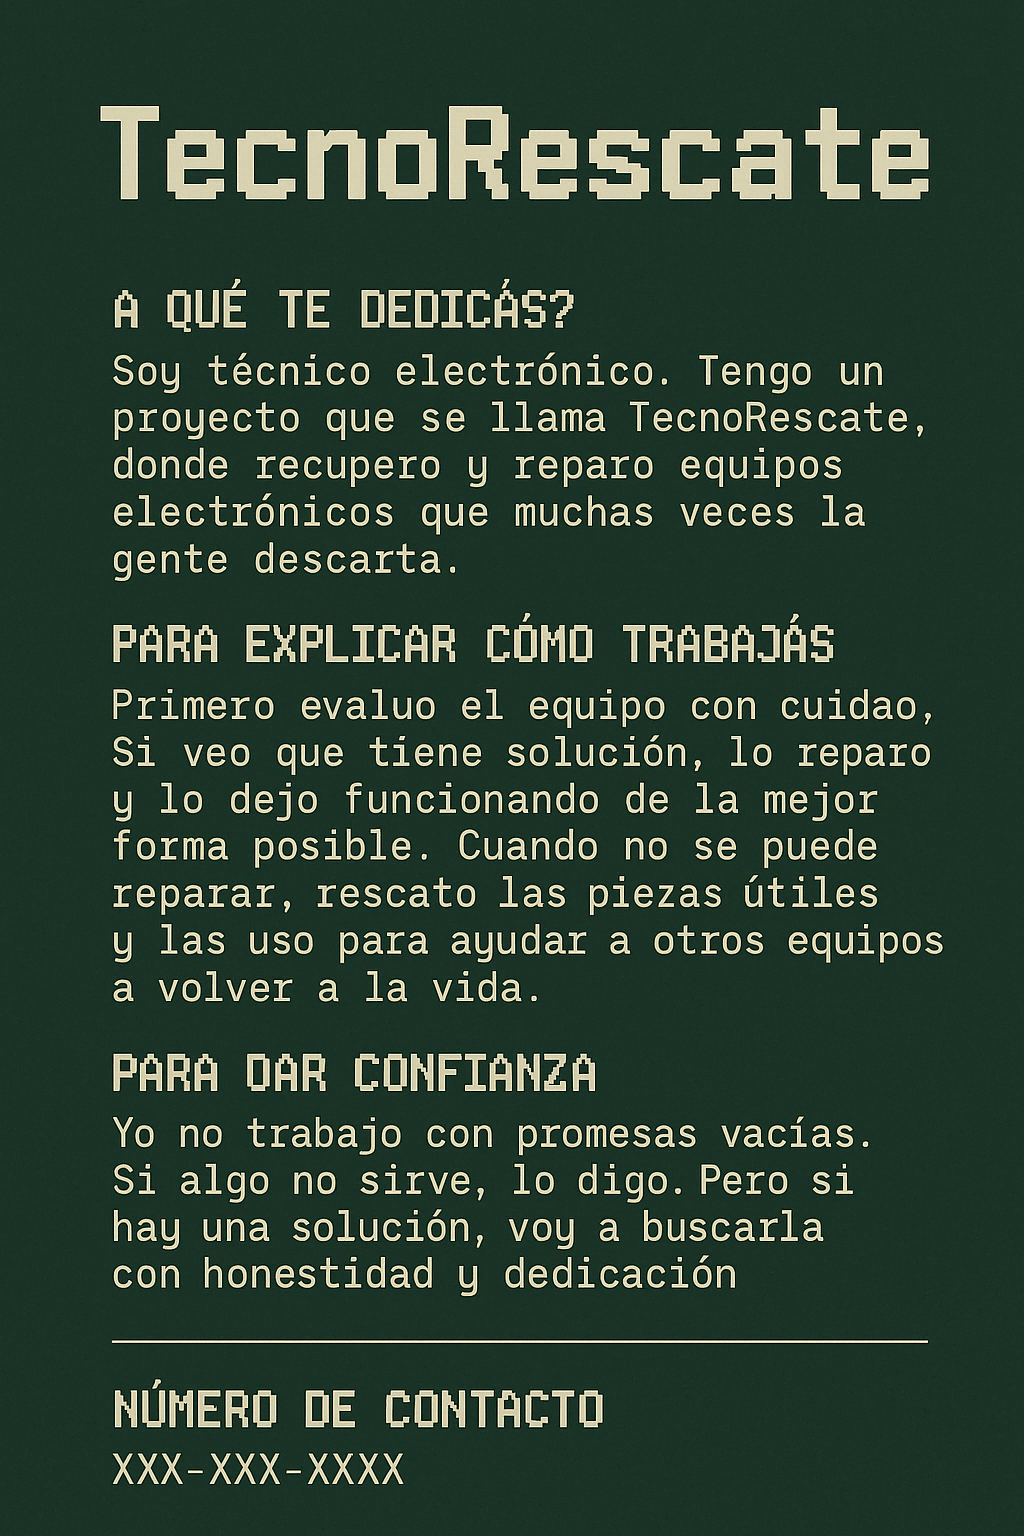 TecnoRescate
A QUÉ TE DEDICÁS?
Soy técnico electrónico. Tengo un
proyecto que se llama TecnoRescate,
donde recupero y reparo equipos
electrónicos que muchas veces la
gente descarta.
PARA EXPLICAR CÓMO TRABAJÁS
Primero evaluo el equipo con cuidao,
Si veo que tiene solución, lo reparo
y lo dejo funcionando de la mejor
forma posible. Cuando no se puede
reparar, rescato las piezas útiles
y las uso para ayudar a otros equipos
a volver a la vida.
PARA DAR CONFIANZA
Yo no trabajo con promesas vacías.
Si algo no sirve, lo digo. Pero si
hay una solución, voy a buscarla
con honestidad y dedicación
NÚMERO DE CONTACTO
XXX-XXX-XXXX